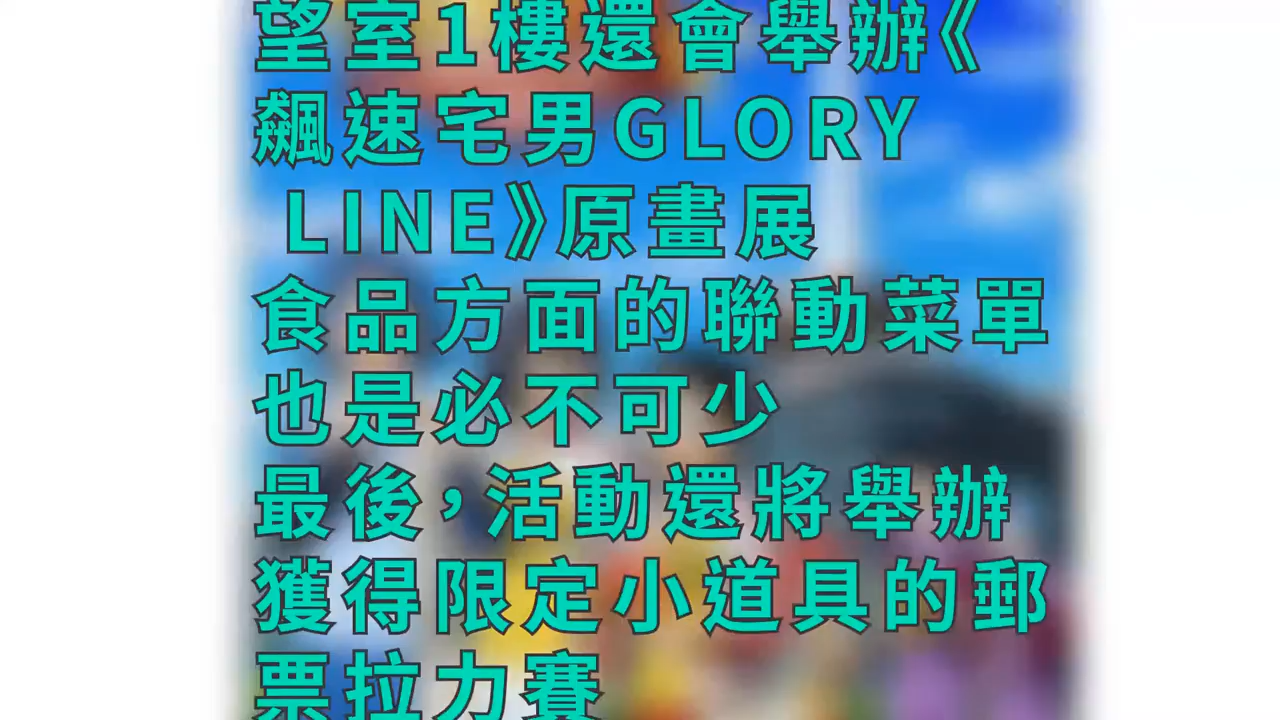 望室1樓還會舉辦《
飆速宅男GLORY
LINE》原畫展
食品方面的聯動菜單
也是必不可少
最後，活動還將舉辦
獲得限定小道具的郵
票拉力賽